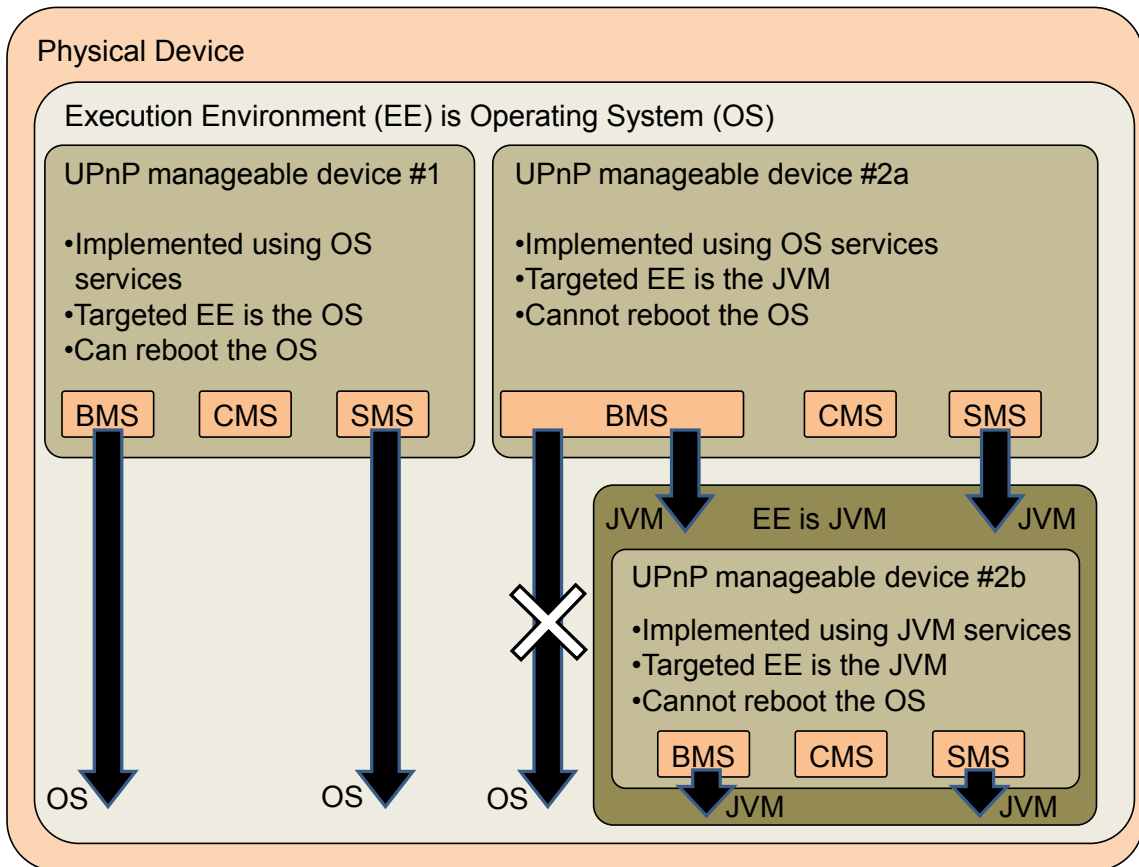 Physical Device
Execution Environment (EE) is Operating System (OS)
UPnP manageable device #1
•Implemented using OS
services
•Targeted EE is the OS
•Can reboot the OS
BMS
CMS
SMS
OS
OS
UPnP manageable device #2a
•Implemented using OS services
•Targeted EE is the JVM
•Cannot reboot the OS
BMS
CMS
SMS
OS
JVM
EE is JVM
JVM
UPnP manageable device #2b
•Implemented using JVM services
•Targeted EE is the JVM
•Cannot reboot the OS
BMS
CMS
SMS
JVM
JVM